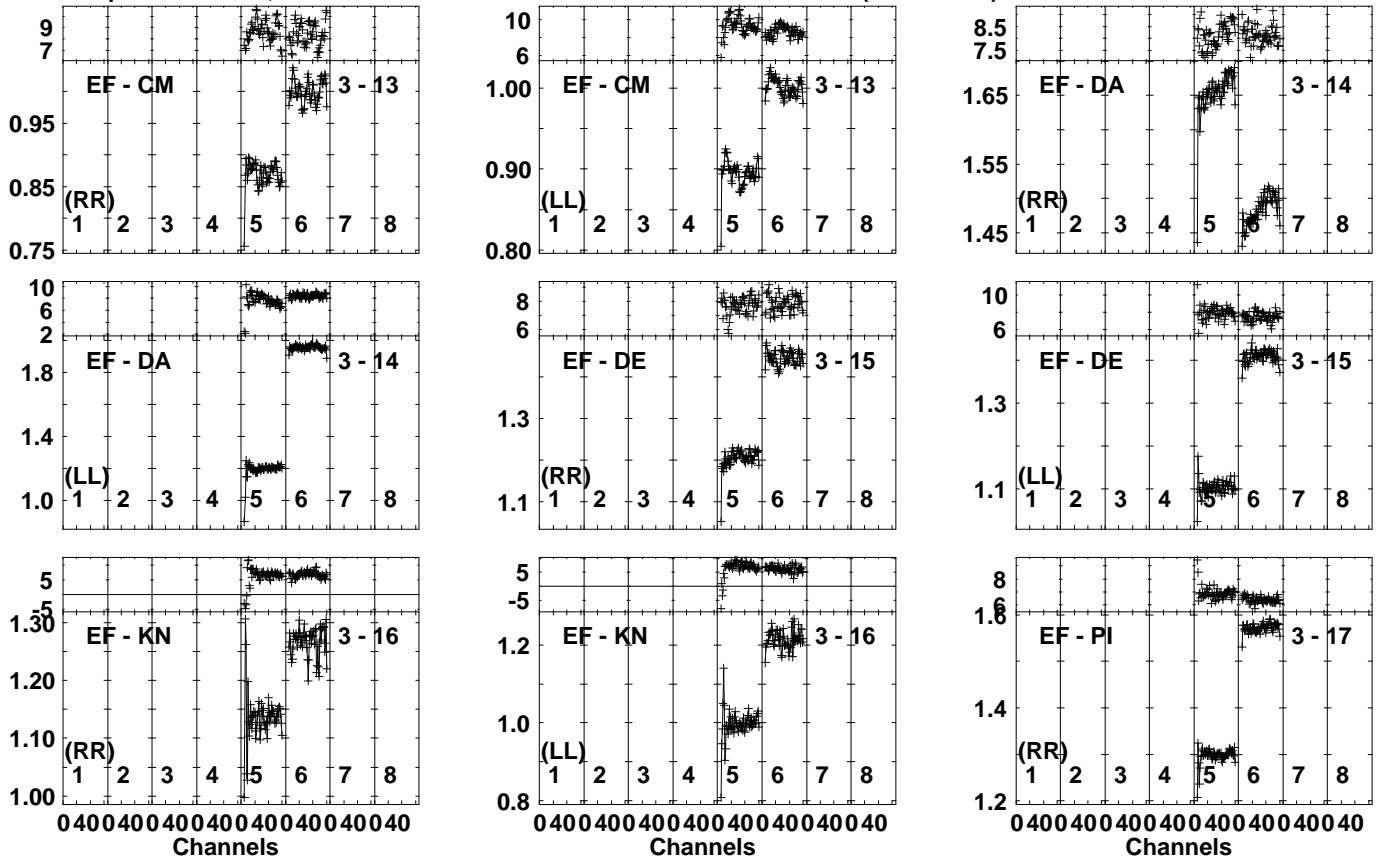 9
7
EF - CM 3 - 13
0.95
0.85
(RR)
1 2 3 4 5 6 7 8
0.75
10
6
EF - CM 3 - 13
1.00
0.90
(LL)
1 2 3 4 5 6 7 8
0.80
8.5
7.5
EF - DA 3 - 14
1.65
1.55
(RR)
1 2 3 4 5 6 7 8
1.45
10
6
2
EF - DA 3 - 14
1.8
1.4
(LL)
1.0
1 2 3 4 5 6 7 8
8
6
EF - DE 3 - 15
1.3
(RR)
1.1
1 2 3 4 5 6 7 8
10
6
EF - DE 3 - 15
1.3
(LL)
1.1
1 2 3 4 5 6 7 8
5
-5
1.30
EF - KN 3 - 16
1.20
1.10
(RR)
1 2 3 4 5 6 7 8
1.00
0 40 0 40 0 40 0 40 0 40 0 40 0 40 0 40
Channels
5
-5
EF - KN 3 - 16
1.2
1.0
(LL)
1 2 3 4 5 6 7 8
0.8
0 40 0 40 0 40 0 40 0 40 0 40 0 40 0 40
Channels
8
6
1.6
EF - PI 3 - 17
1.4
(RR)
1 2 3 4 5 6 7 8
1.2
0 40 0 40 0 40 0 40 0 40 0 40 0 40 0 40
Channels